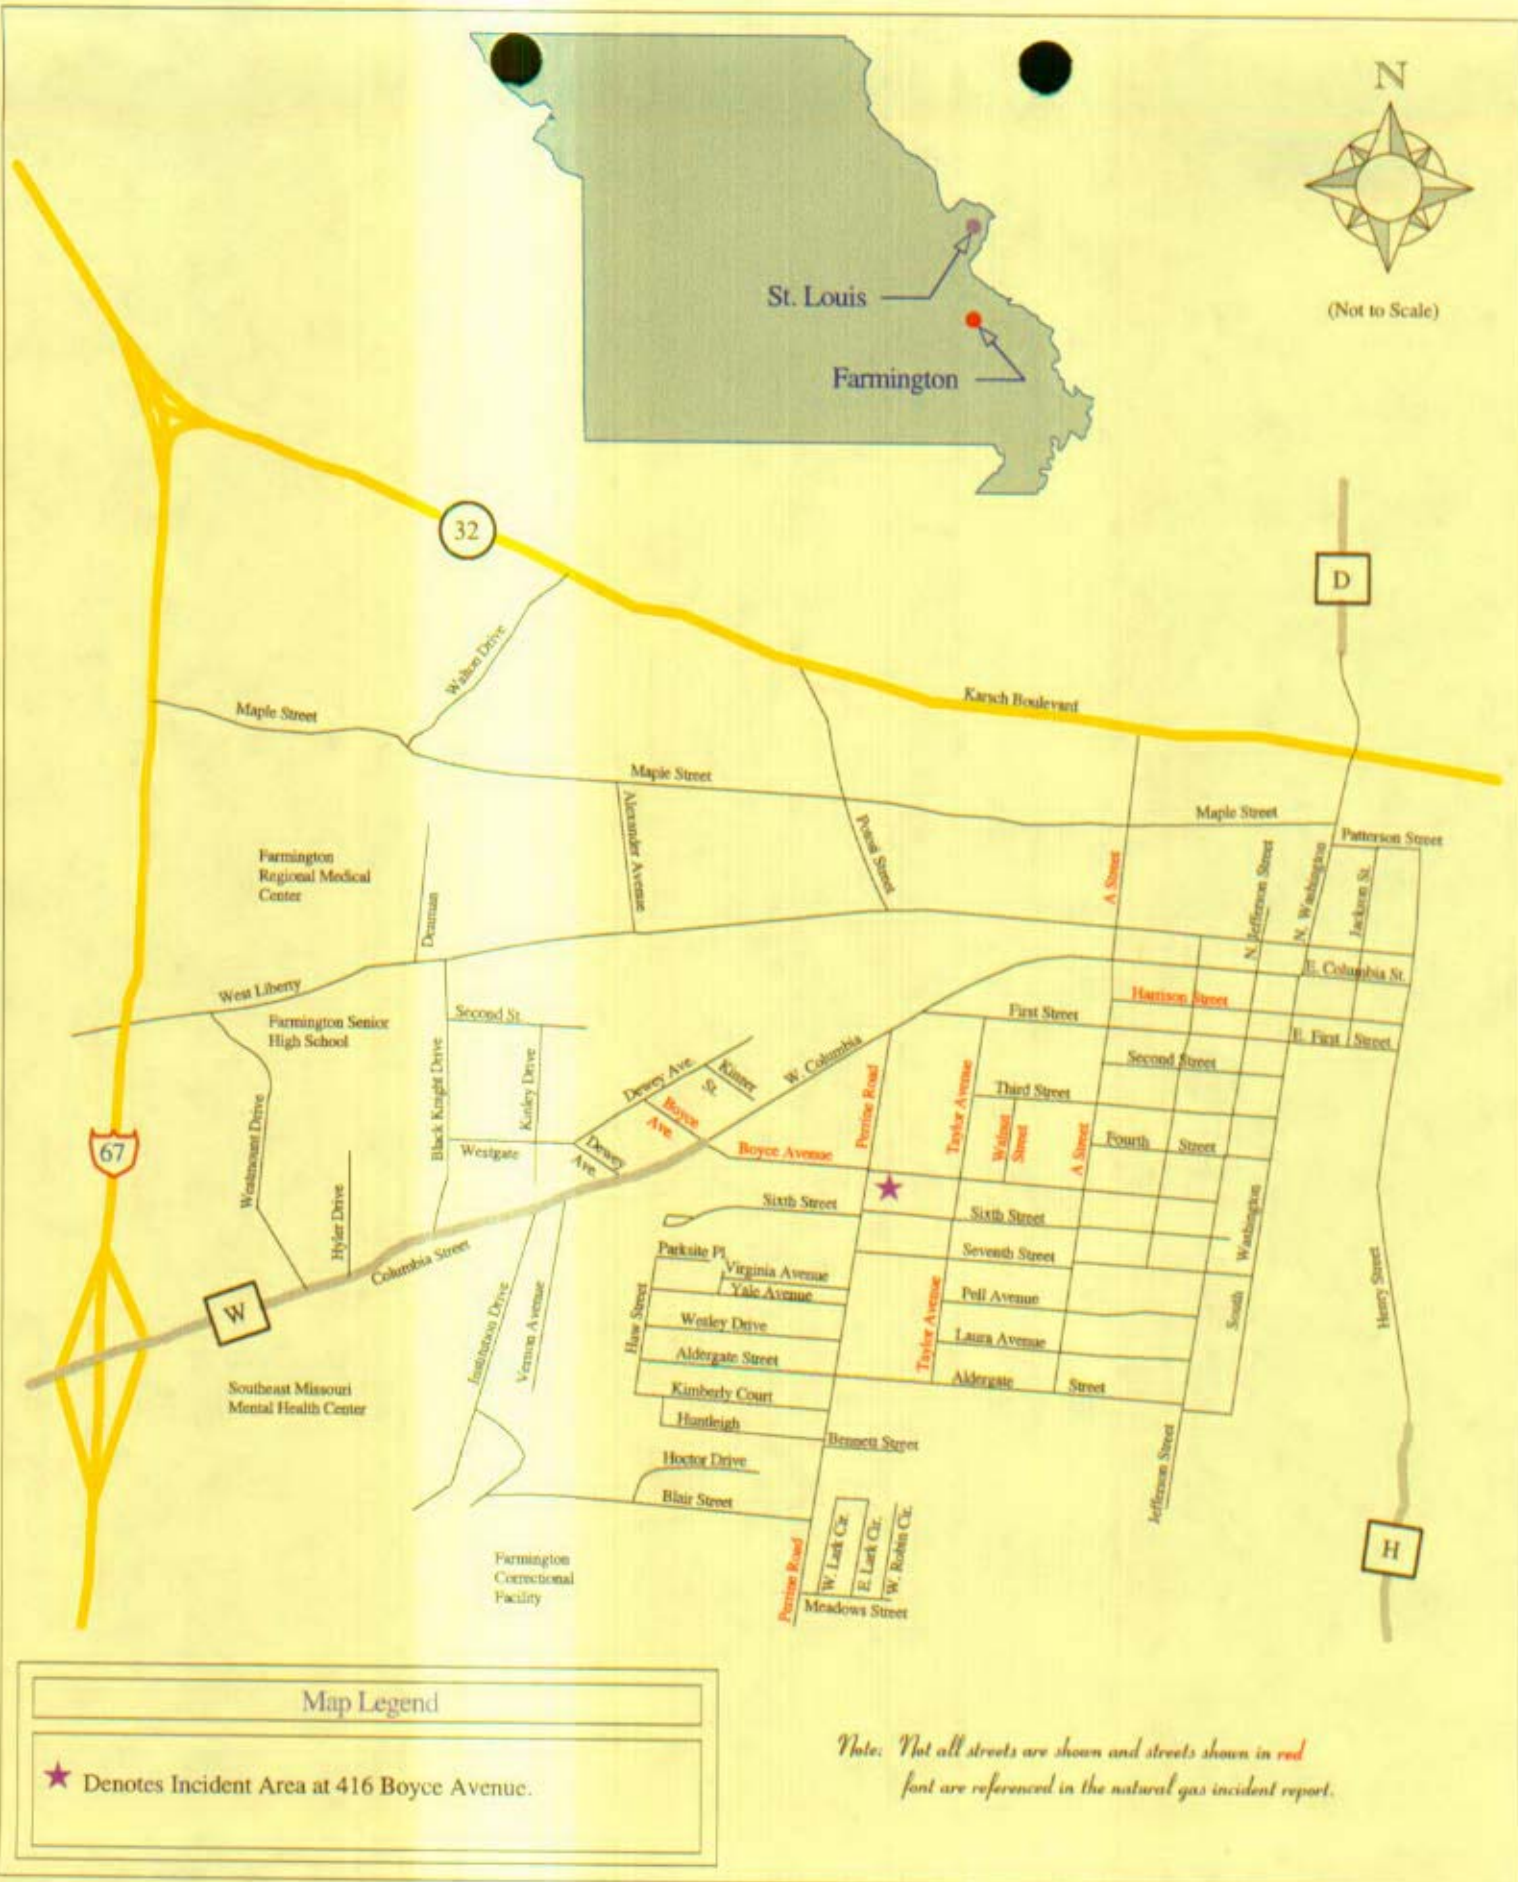 N
(Not to Scale)
St. Louis
Farmington
32
D
Walton Drive
Karsch Boulevard
Maple Street
Maple Street
Maple Street
Patterson Street
Alexander Avenue
Potosi Street
A Street
N. Jefferson Street
N. Washington
Jackson St.
Farmington
Regional Medical
Center
Denman
West Liberty
E. Columbia St.
Harrison Street
First Street
E. First Street
Farmington Senior
High School
Second St.
Black Knight Drive
Kinley Drive
Dewey Ave.
Kinzer
St.
W. Columbia
Perrine Road
Taylor Avenue
Second Street
Third Street
Walnut
Street
A Street
Fourth Street
67
Westmount Drive
Hyler Drive
Westgate
Dewey
Ave.
Boyce
Ave.
Boyce Avenue
Sixth Street
Sixth Street
Washington
South
Columbia Street
W
Parksite Pl.
Virginia Avenue
Yale Avenue
Seventh Street
Pell Avenue
Henry Street
Institution Drive
Vernon Avenue
Haw Street
Wesley Drive
Taylor Avenue
Laura Avenue
Aldergate Street
Aldergate Street
Southeast Missouri
Mental Health Center
Kimberly Court
Huntleigh
Bennett Street
Hoctor Drive
Blair Street
Jefferson Street
H
Farmington
Correctional
Facility
Perrine Road
W. Lark Cir.
E. Lark Cir.
W. Robin Cir.
Meadows Street
Map Legend
Denotes Incident Area at 416 Boyce Avenue.
Note: Not all streets are shown and streets shown in red
font are referenced in the natural gas incident report.